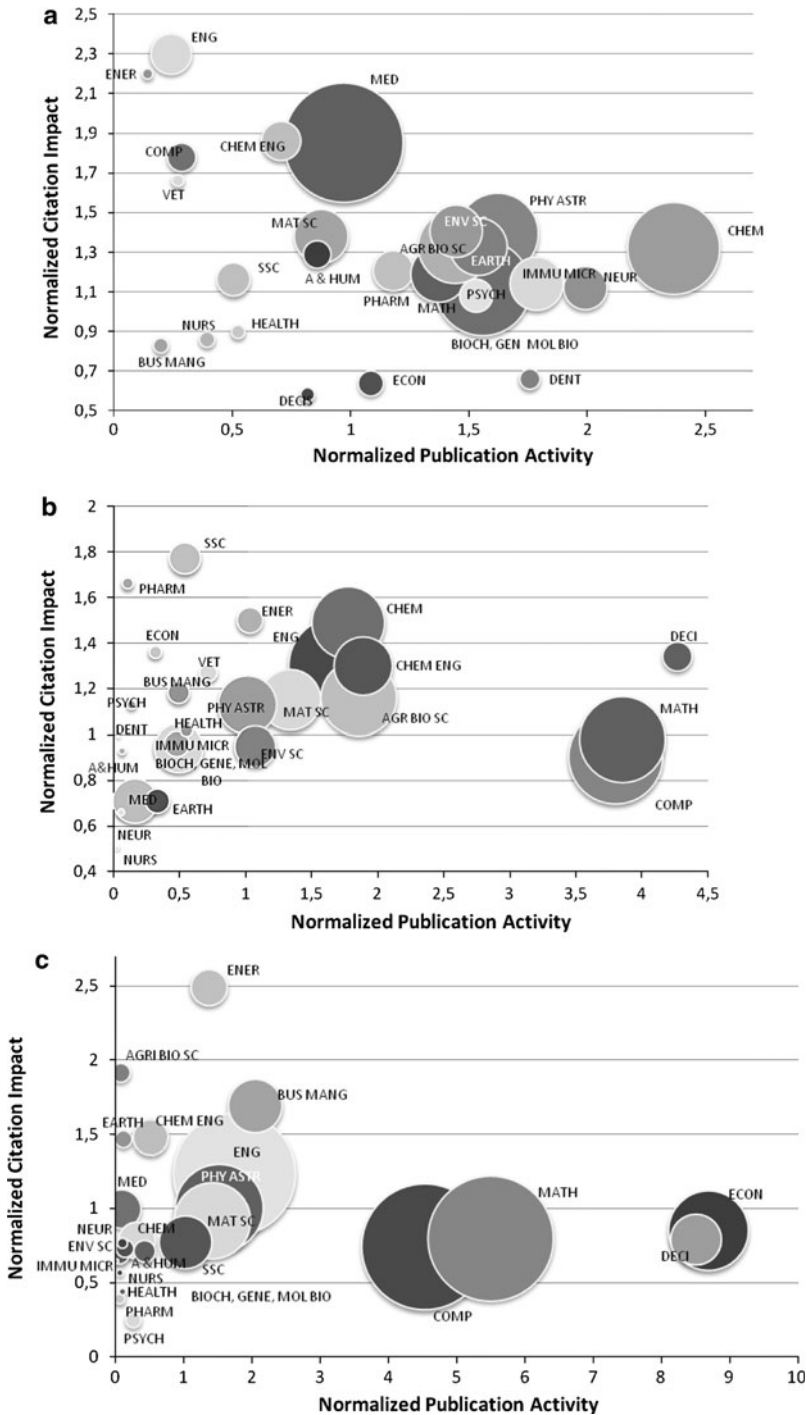 a
Normalized Citation Impact
2,5
2,3
2,1
1,9
1,7
1,5
1,3
1,1
0,9
0,7
0,5
ENG
ENER
MED
CHEM ENG
COMP
VET
MAT SC
A & HUM
SSC
PHARM
AGR BIO SC
ENV SC
PHY ASTR
EARTH
CHEM
IMMU MICR
NEUR
MATH
PSYCH
BIOCH, GEN MOL BIO
NURS
HEALTH
BUS MANG
DECIS
ECON
DENT
0
0,5
1
1,5
2
2,5
Normalized Publication Activity
b
Normalized Citation Impact
2
1,8
1,6
1,4
1,2
1
0,8
0,6
0,4
SSC
PHARM
ENER
CHEM
ECON
ENG
DECI
VET
CHEM ENG
BUS MANG
PSYCH
PHY ASTR
MAT SC
AGR BIO SC
MATH
DENT
HEALTH
IMMU MICR
ENV SC
A&HUM
BIOCH, GENE, MOL
BIO
MED
EARTH
COMP
NEUR
NURS
0
0,5
1
1,5
2
2,5
3
3,5
4
4,5
Normalized Publication Activity
c
Normalized Citation Impact
2,5
2
1,5
1
0,5
0
ENER
AGRI BIO SC
BUS MANG
EARTH
CHEM ENG
ENG
MED
PHY ASTR
MATH
ECON
NEUR
CHEM
MAT SC
ENV SC
DECI
IMMU MICR
A & HUM
SSC
NURS
HEALTH
BIOCH, GENE, MOL BIO
PHARM
COMP
PSYCH
0
1
2
3
4
5
6
7
8
9
10
Normalized Publication Activity